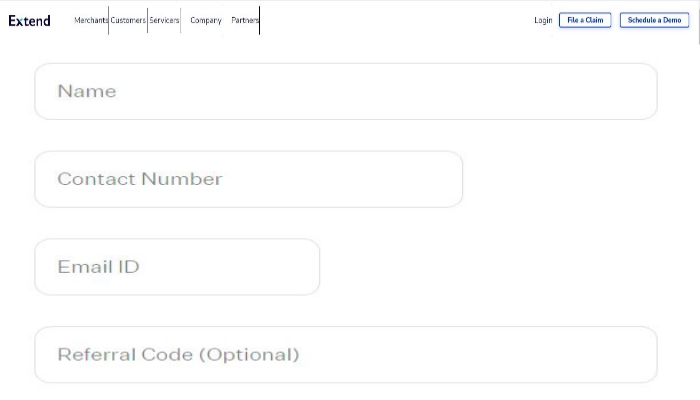 Extend Merchants Customers Servicers Company Partners Login File a Claim Schedule a Demo
Name
Contact Number
Email ID
Referral Code (Optional)